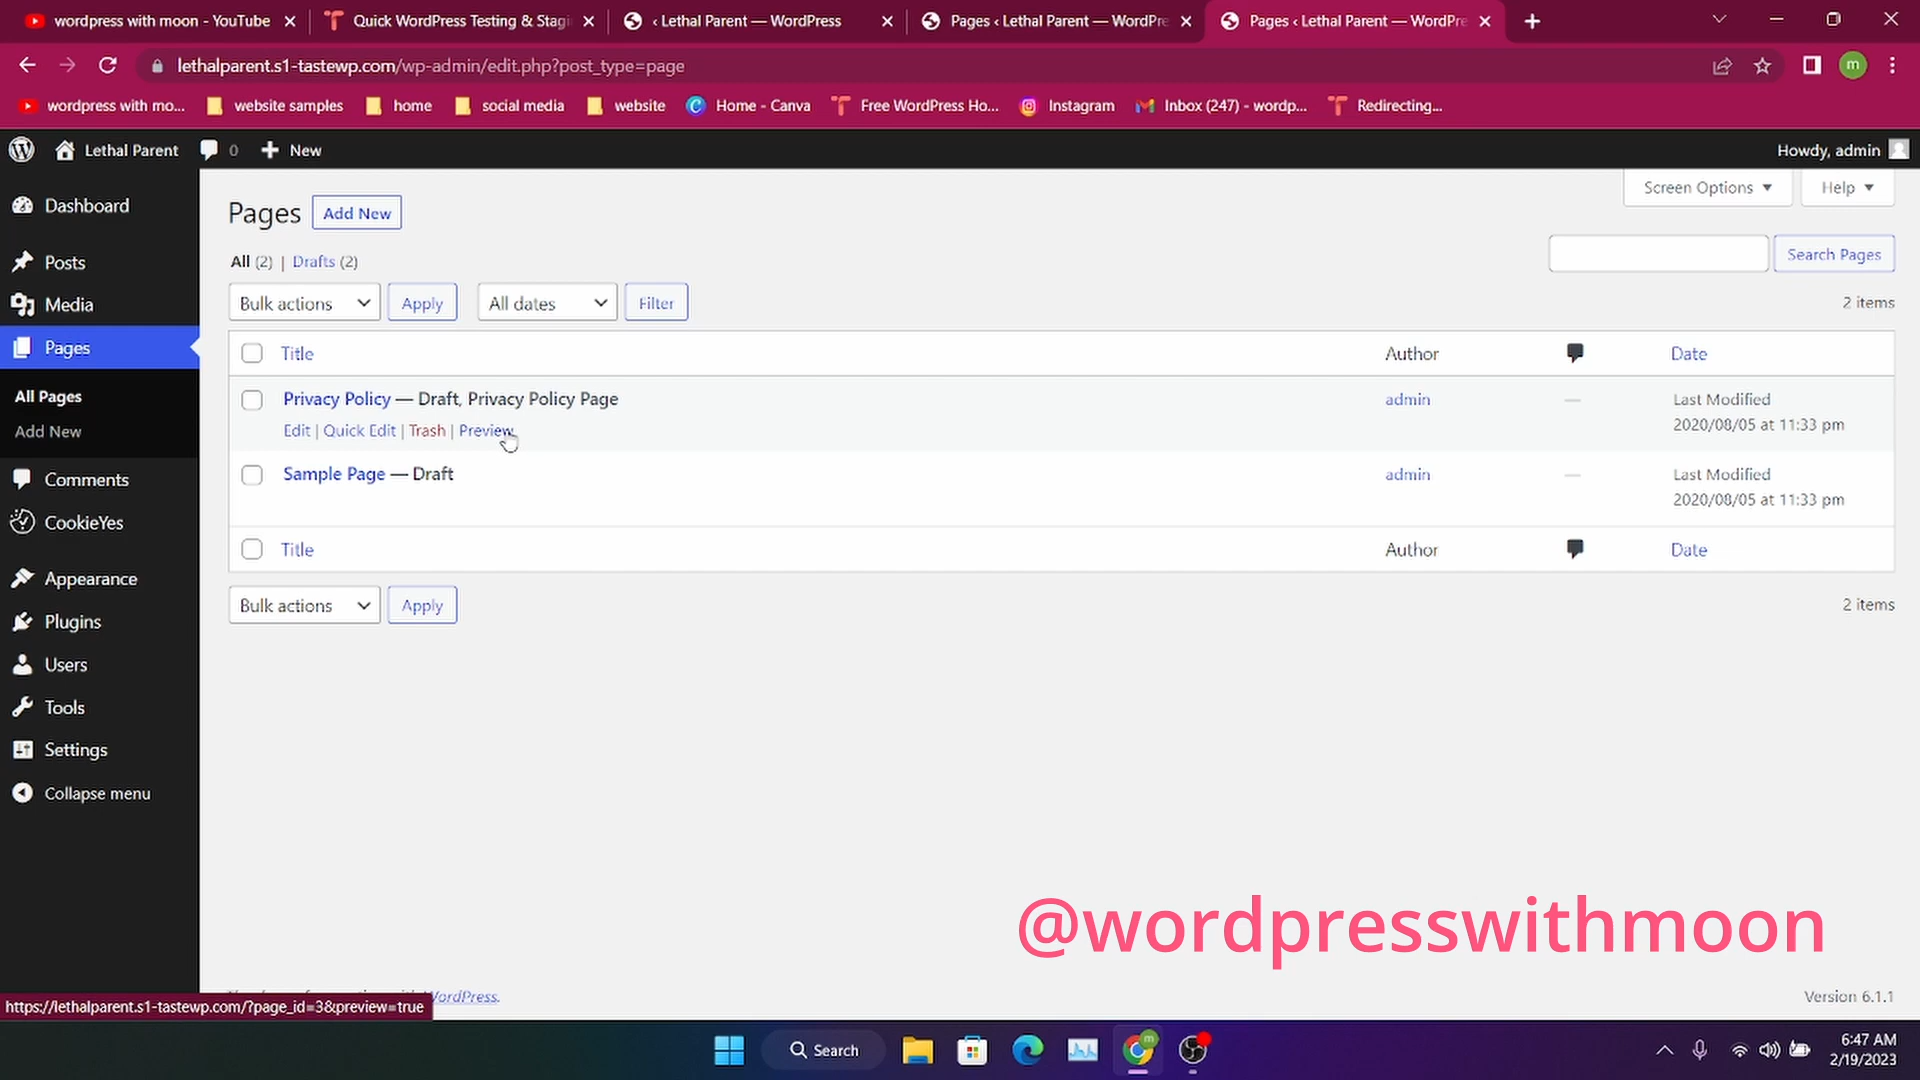 wordpress with moon - YouTube
Quick WordPress Testing & Stagi
‹ Lethal Parent — WordPress
Pages ‹ Lethal Parent — WordPre
Pages ‹ Lethal Parent — WordPre
lethalparent.s1-tastewp.com/wp-admin/edit.php?post_type=page
m
wordpress with mo...
website samples
home
social media
website
Home - Canva
Free WordPress Ho...
Instagram
Inbox (247) - wordp...
Redirecting...
Lethal Parent
0
New
Howdy, admin
Dashboard
Posts
Media
Pages
All Pages
Add New
Comments
CookieYes
Appearance
Plugins
Users
Tools
Settings
Collapse menu
Screen Options
Help
Pages
Add New
All (2) | Drafts (2)
Search Pages
Bulk actions
Apply
All dates
Filter
2 items
Title
Author
Date
Privacy Policy — Draft, Privacy Policy Page
admin
—
Last Modified
2020/08/05 at 11:33 pm
Edit | Quick Edit | Trash | Preview
Sample Page — Draft
admin
—
Last Modified
2020/08/05 at 11:33 pm
Title
Author
Date
Bulk actions
Apply
2 items
@wordpresswithmoon
WordPress.
Version 6.1.1
https://lethalparent.s1-tastewp.com/?page_id=3&preview=true
Search
m
6:47 AM
2/19/2023